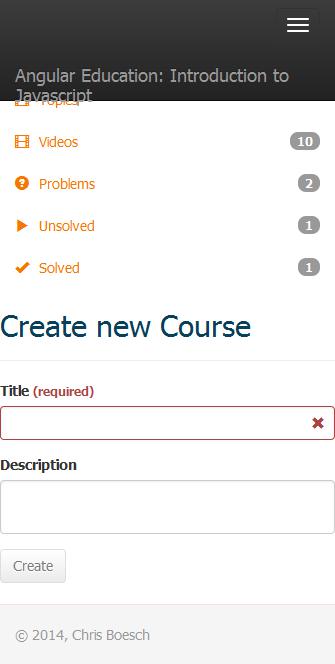 Angular Education: Introduction to
Javascript
Topics
Videos 10
Problems 2
Unsolved 1
Solved 1
Create new Course
Title (required)
Description
Create
© 2014, Chris Boesch